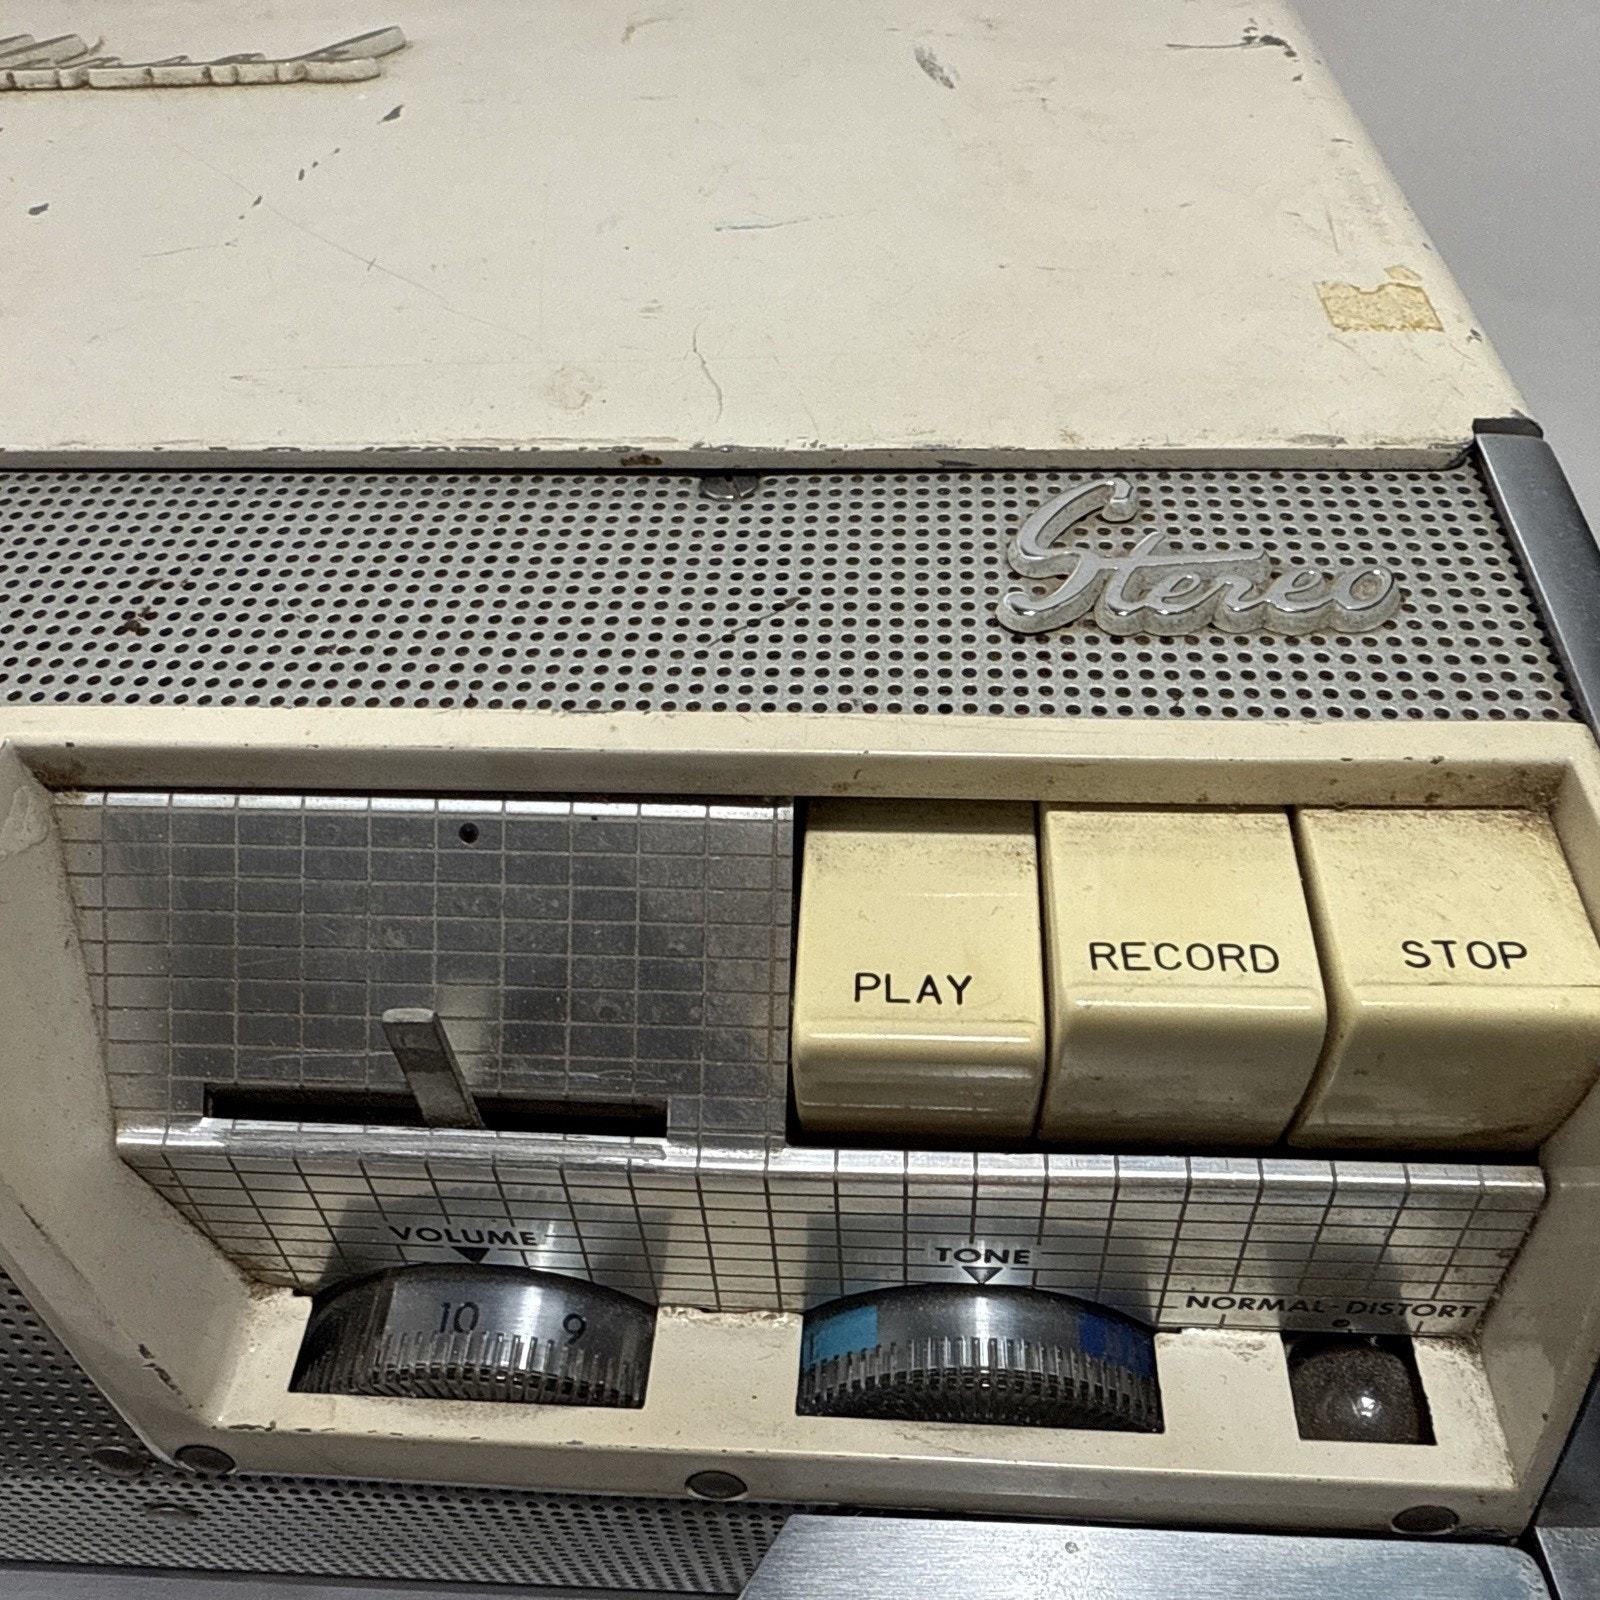 Stereo
PLAY
RECORD
STOP
VOLUME
TONE
10 9
NORMAL-DISTORT